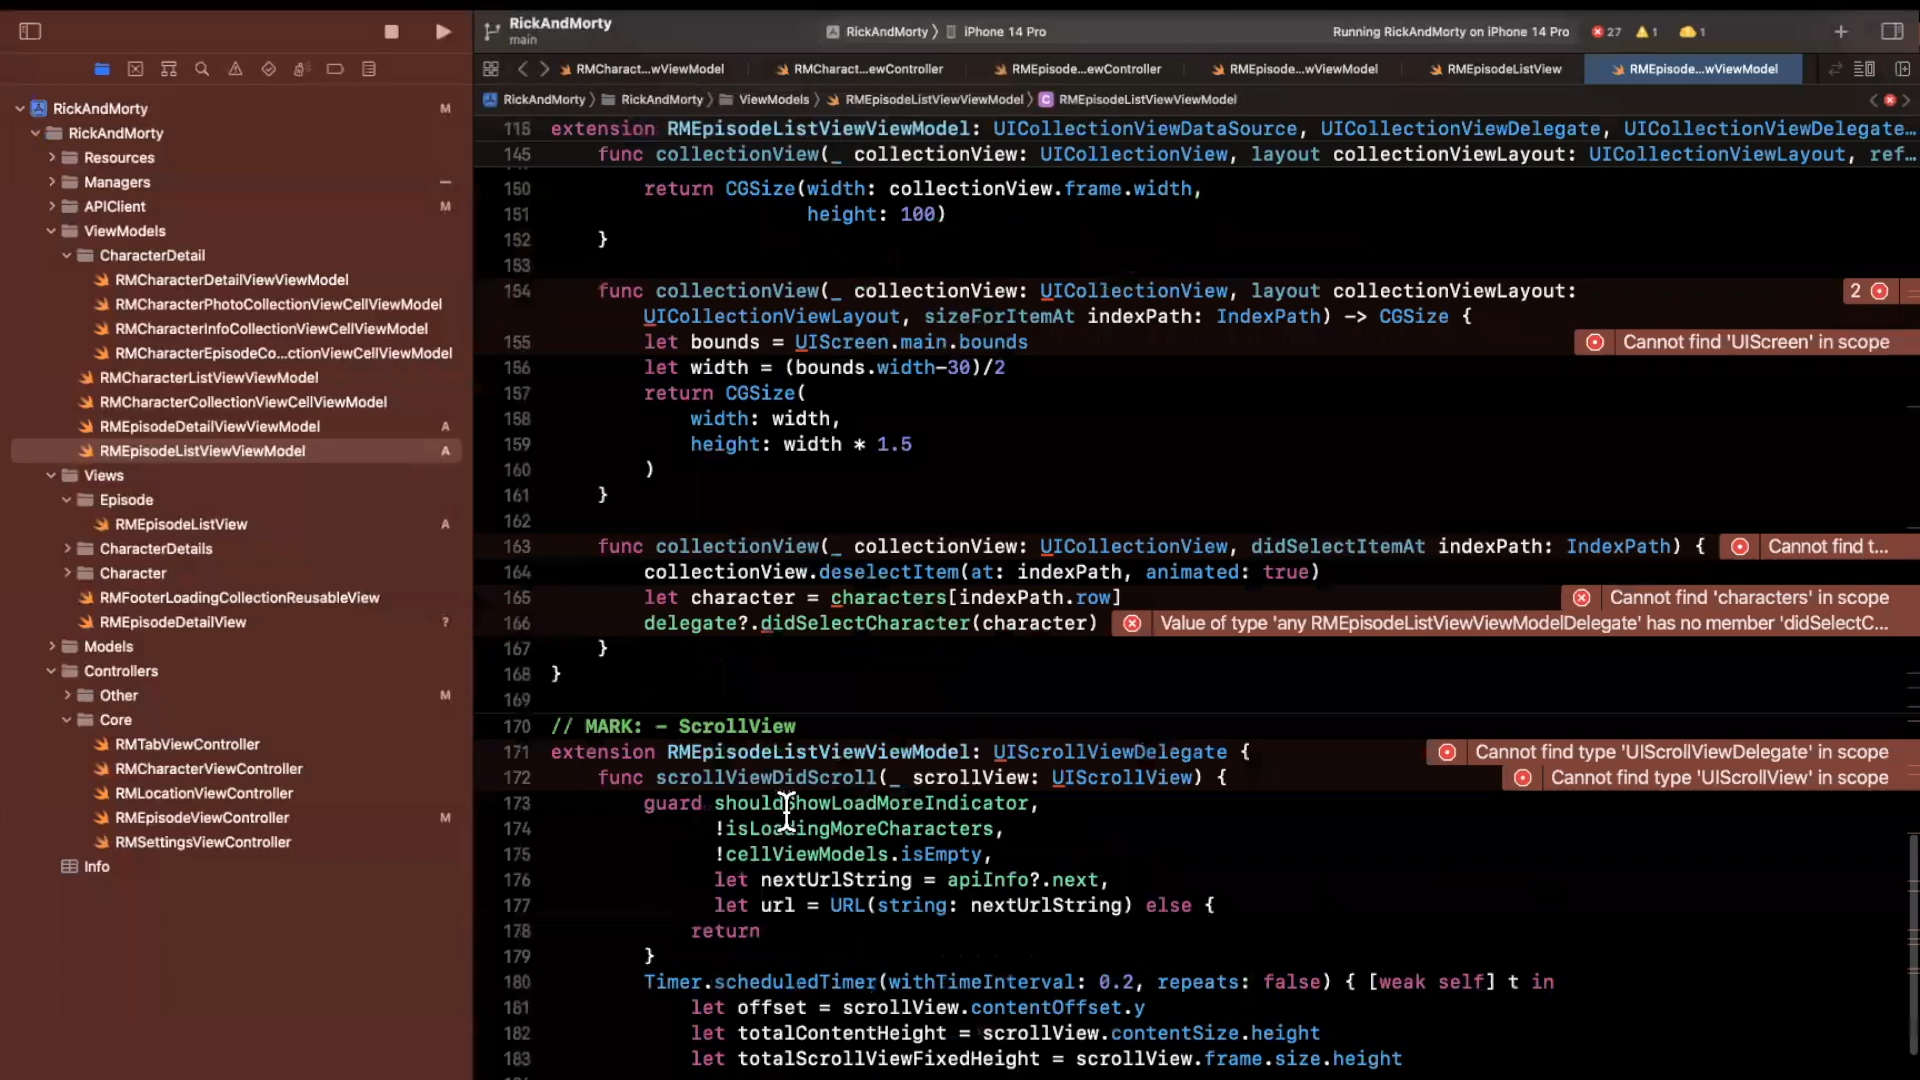 RickAndMorty
main
RickAndMorty 〉 iPhone 14 Pro
Running RickAndMorty on iPhone 14 Pro
27 1 1
RMCharact...wViewModel
RMCharact...ewController
RMEpisode...ewController
RMEpisode...wViewModel
RMEpisodeListView
RMEpisode...wViewModel
RickAndMorty 〉 RickAndMorty 〉 ViewModels 〉 RMEpisodeListViewViewModel 〉 C RMEpisodeListViewViewModel
RickAndMorty M
RickAndMorty
Resources
Managers
APIClient M
ViewModels
CharacterDetail
RMCharacterDetailViewViewModel
RMCharacterPhotoCollectionViewCellViewModel
RMCharacterInfoCollectionViewCellViewModel
RMCharacterEpisodeCo...ctionViewCellViewModel
RMCharacterListViewViewModel
RMCharacterCollectionViewCellViewModel
RMEpisodeDetailViewViewModel A
RMEpisodeListViewViewModel A
Views
Episode
RMEpisodeListView A
CharacterDetails
Character
RMFooterLoadingCollectionReusableView
RMEpisodeDetailView ?
Models
Controllers
Other M
Core
RMTabViewController
RMCharacterViewController
RMLocationViewController
RMEpisodeViewController M
RMSettingsViewController
Info
extension RMEpisodeListViewViewModel: UICollectionViewDataSource, UICollectionViewDelegate, UICollectionViewDelegate...
145 func collectionView(_ collectionView: UICollectionView, layout collectionViewLayout: UICollectionViewLayout, ref...
150 return CGSize(width: collectionView.frame.width,
151 height: 100)
152 }
153
154 func collectionView(_ collectionView: UICollectionView, layout collectionViewLayout: 2
UICollectionViewLayout, sizeForItemAt indexPath: IndexPath) -> CGSize {
155 let bounds = UIScreen.main.bounds Cannot find 'UIScreen' in scope
156 let width = (bounds.width-30)/2
157 return CGSize(
158 width: width,
159 height: width * 1.5
160 )
161 }
162
163 func collectionView(_ collectionView: UICollectionView, didSelectItemAt indexPath: IndexPath) { Cannot find t...
164 collectionView.deselectItem(at: indexPath, animated: true)
165 let character = characters[indexPath.row] Cannot find 'characters' in scope
166 delegate?.didSelectCharacter(character) Value of type 'any RMEpisodeListViewViewModelDelegate' has no member 'didSelectC...
167 }
168 }
169
170 // MARK: - ScrollView
171 extension RMEpisodeListViewViewModel: UIScrollViewDelegate { Cannot find type 'UIScrollViewDelegate' in scope
172 func scrollViewDidScroll(_ scrollView: UIScrollView) { Cannot find type 'UIScrollView' in scope
173 guard shouldShowLoadMoreIndicator,
174 !isLoadingMoreCharacters,
175 !cellViewModels.isEmpty,
176 let nextUrlString = apiInfo?.next,
177 let url = URL(string: nextUrlString) else {
178 return
179 }
180 Timer.scheduledTimer(withTimeInterval: 0.2, repeats: false) { [weak self] t in
181 let offset = scrollView.contentOffset.y
182 let totalContentHeight = scrollView.contentSize.height
183 let totalScrollViewFixedHeight = scrollView.frame.size.height